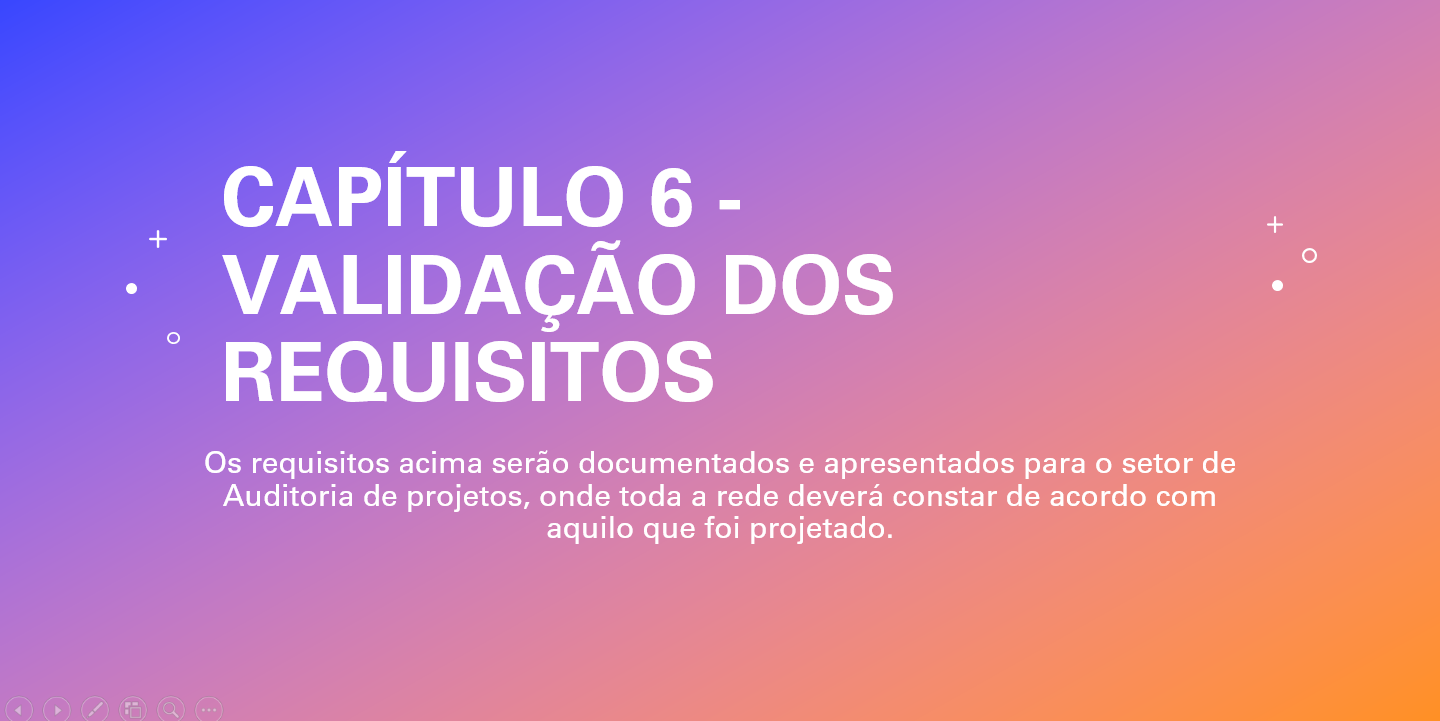 CAPÍTULO 6 -
VALIDAÇÃO DOS
REQUISITOS
Os requisitos acima serão documentados e apresentados para o setor de
Auditoria de projetos, onde toda a rede deverá constar de acordo com
aquilo que foi projetado.